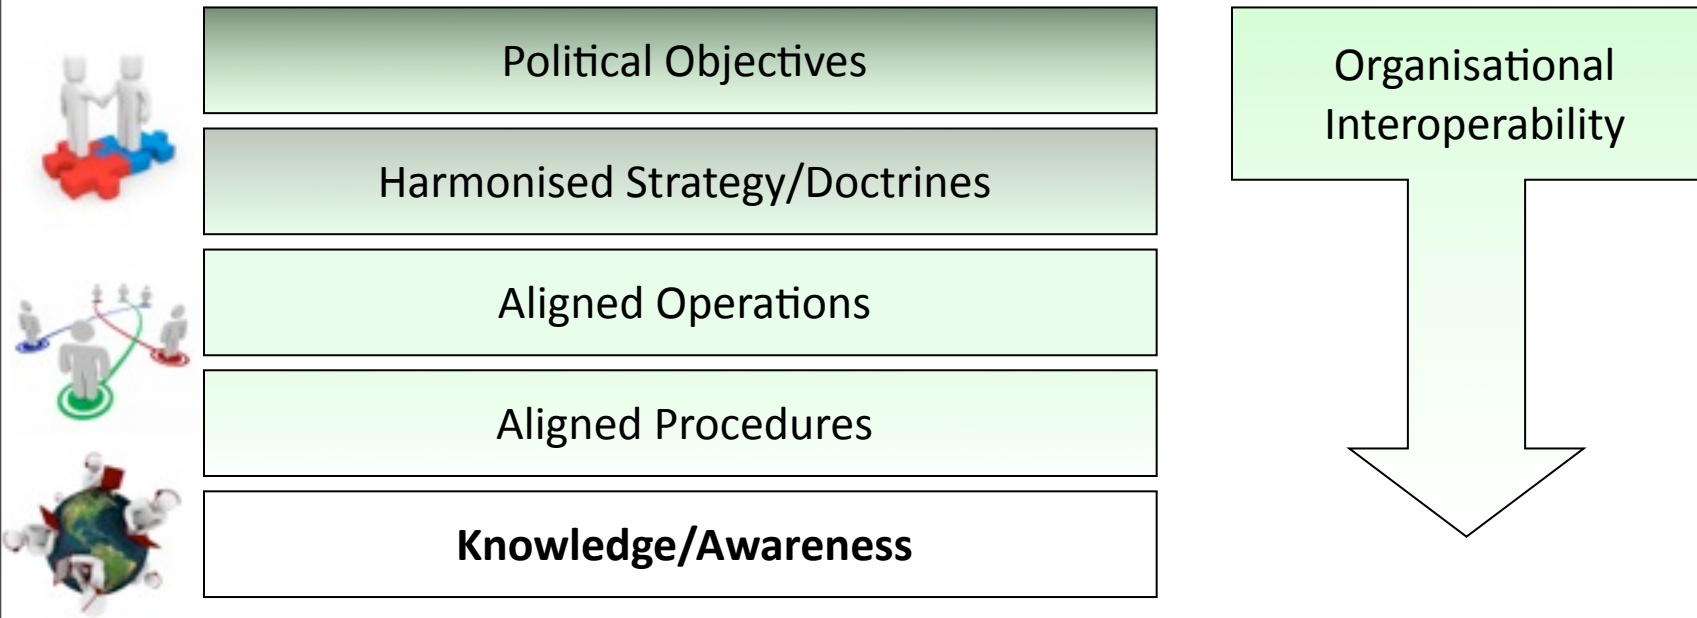 Political Objectives
Harmonised Strategy/Doctrines
Aligned Operations
Aligned Procedures
Knowledge/Awareness
Organisational
Interoperability